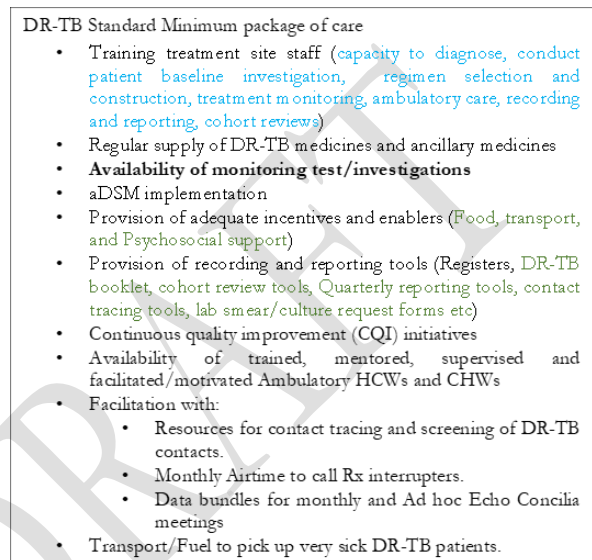 DR-TB Standard Minimum package of care
• Training treatment site staff (capacity to diagnose, conduct
patient baseline investigation, regimen selection and
construction, treatment monitoring, ambulatory care, recording
and reporting, cohort reviews)
• Regular supply of DR-TB medicines and ancillary medicines
• Availability of monitoring test/investigations
• aDSM implementation
• Provision of adequate incentives and enablers (Food, transport,
and Psychosocial support)
• Provision of recording and reporting tools (Registers, DR-TB
booklet, cohort review tools, Quarterly reporting tools, contact
tracing tools, lab smear/culture request forms etc)
• Continuous quality improvement (CQI) initiatives
• Availability of trained, mentored, supervised and
facilitated/motivated Ambulatory HCWs and CHWs
• Facilitation with:
• Resources for contact tracing and screening of DR-TB
contacts.
• Monthly Airtime to call Rx interrupters.
• Data bundles for monthly and Ad hoc Echo Concilia
meetings
• Transport/Fuel to pick up very sick DR-TB patients.
DRAFT